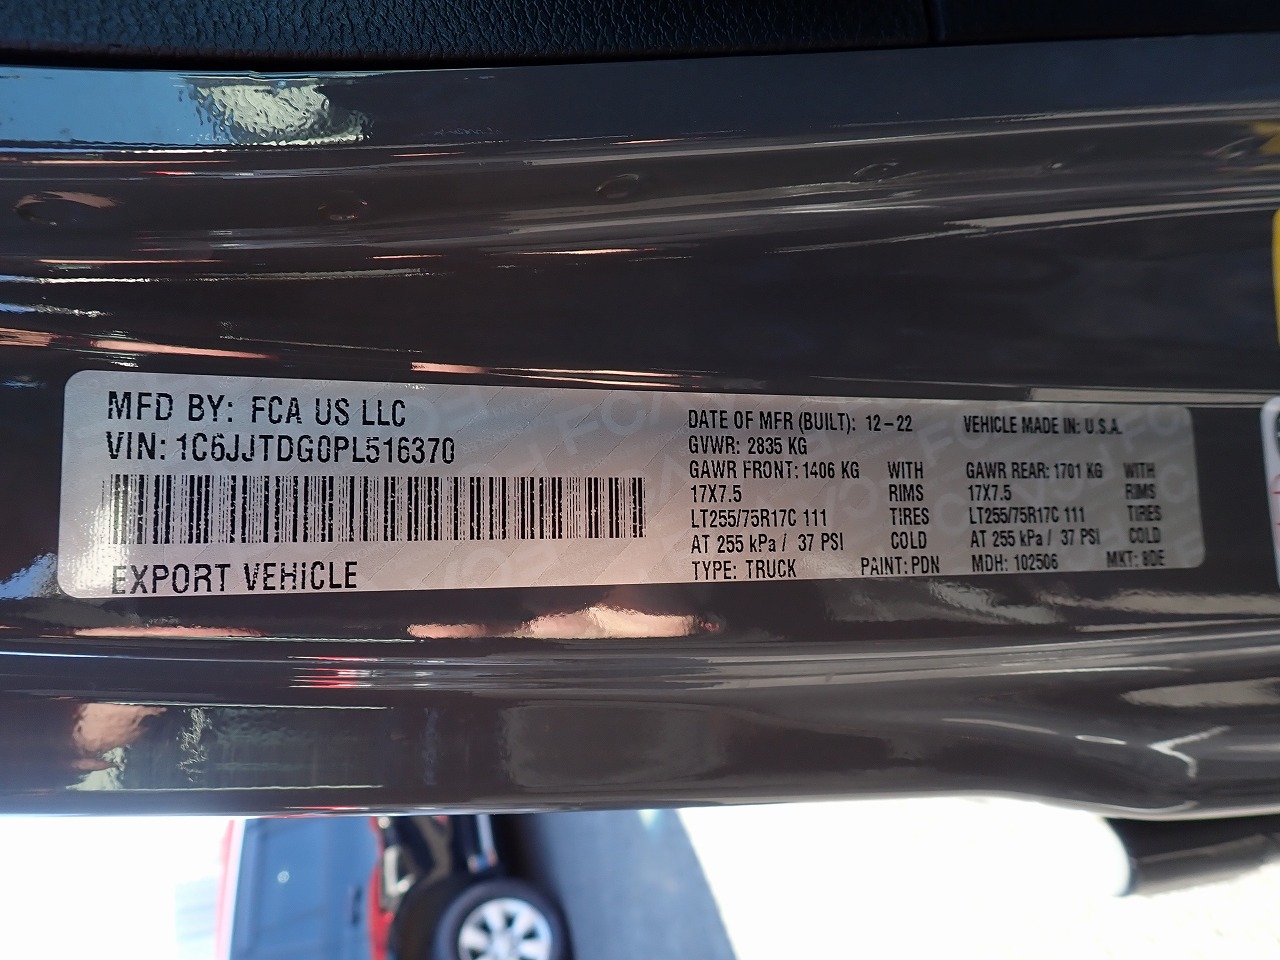 MFD BY: FCA US LLC
VIN: 1C6JJTDG0PL516370
EXPORT VEHICLE
DATE OF MFR (BUILT): 12-22 VEHICLE MADE IN: U.S.A.
GVWR: 2835 KG
GAWR FRONT: 1406 KG WITH GAWR REAR: 1701 KG WITH
17X7.5 RIMS 17X7.5 RIMS
LT255/75R17C 111 TIRES LT255/75R17C 111 TIRES
AT 255 kPa / 37 PSI COLD AT 255 kPa / 37 PSI COLD
TYPE: TRUCK PAINT: PDN MDH: 102506 MKT: 8DE